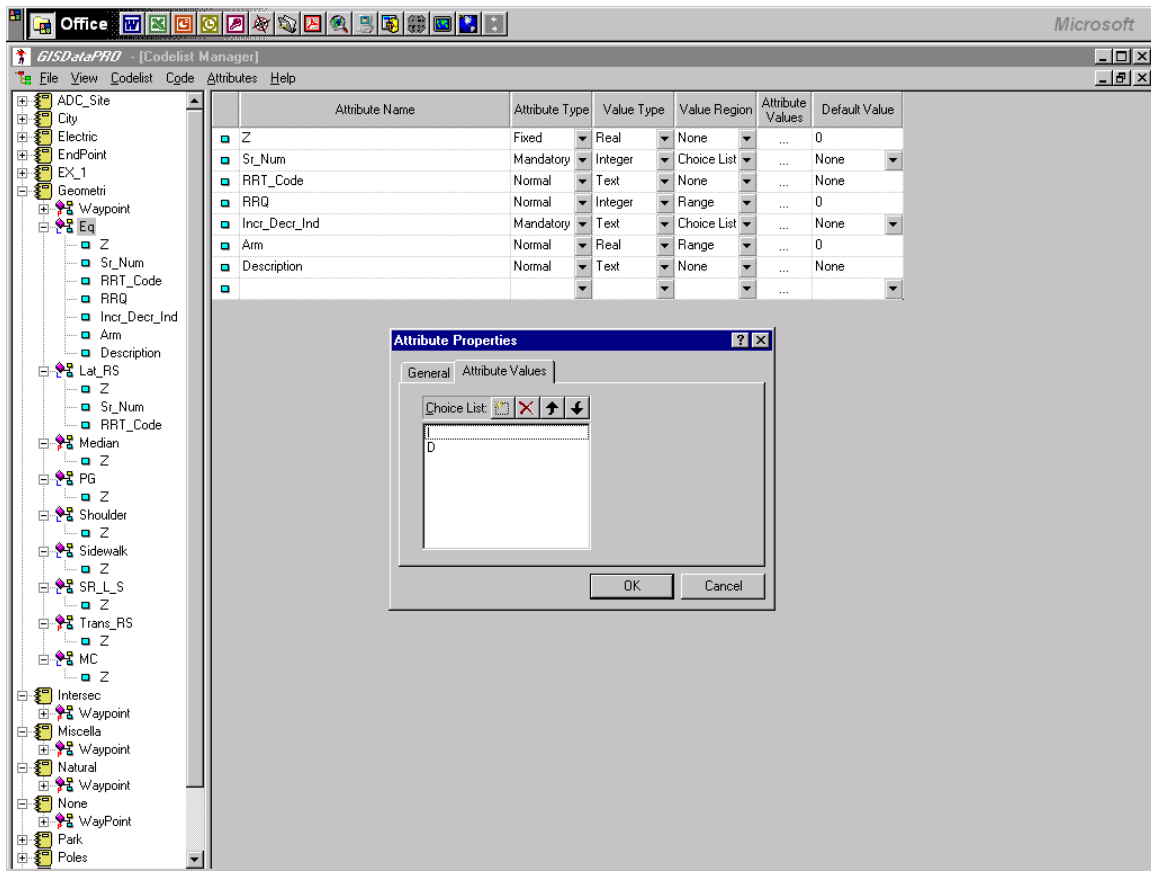 Office Microsoft
GISDataPRO - [Codelist Manager]
File View Codelist Code Attributes Help
ADC_Site
City
Electric
EndPoint
EX_1
Geometri
Waypoint
Eq
Z
Sr_Num
RRT_Code
RRQ
Incr_Decr_Ind
Arm
Description
Lat_RS
Z
Sr_Num
RRT_Code
Median
Z
PG
Z
Shoulder
Z
Sidewalk
Z
SR_L_S
Z
Trans_RS
Z
MC
Z
Intersec
Waypoint
Miscella
Waypoint
Natural
Waypoint
None
WayPoint
Park
Poles
Attribute Name Attribute Type Value Type Value Region Attribute Values Default Value
Z Fixed Real None ... 0
Sr_Num Mandatory Integer Choice List ... None
RRT_Code Normal Text None ... None
RRQ Normal Integer Range ... 0
Incr_Decr_Ind Mandatory Text Choice List ... None
Arm Normal Real Range ... 0
Description Normal Text None ... None
...
Attribute Properties
General Attribute Values
Choice List:
I
D
OK Cancel